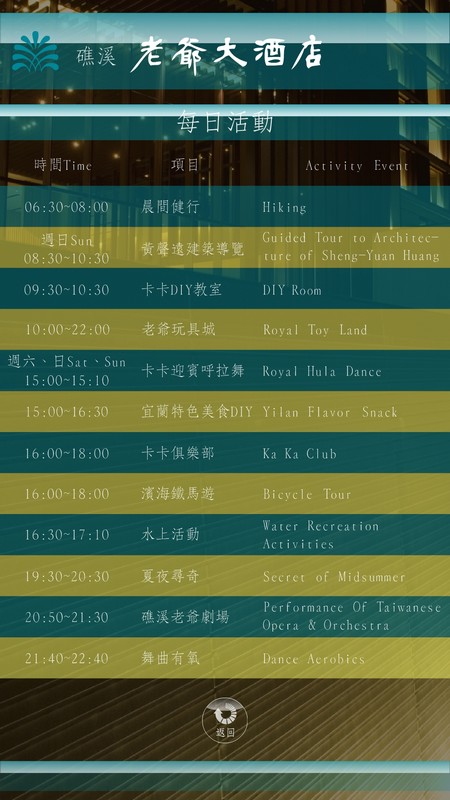 礁溪 老爺大酒店
每日活動
時間Time 項目 Activity Event
06:30~08:00 晨間健行 Hiking
週日Sun
08:30~10:30 黃聲遠建築導覽 Guided Tour to Architec-
ture of Sheng-Yuan Huang
09:30~10:30 卡卡DIY教室 DIY Room
10:00~22:00 老爺玩具城 Royal Toy Land
週六、日Sat、Sun
15:00~15:10 卡卡迎賓呼拉舞 Royal Hula Dance
15:00~16:30 宜蘭特色美食DIY Yilan Flavor Snack
16:00~18:00 卡卡俱樂部 Ka Ka Club
16:00~18:00 濱海鐵馬遊 Bicycle Tour
16:30~17:10 水上活動 Water Recreation
Activities
19:30~20:30 夏夜尋奇 Secret of Midsummer
20:50~21:30 礁溪老爺劇場 Performance Of Taiwanese
Opera & Orchestra
21:40~22:40 舞曲有氧 Dance Aerobics
返回